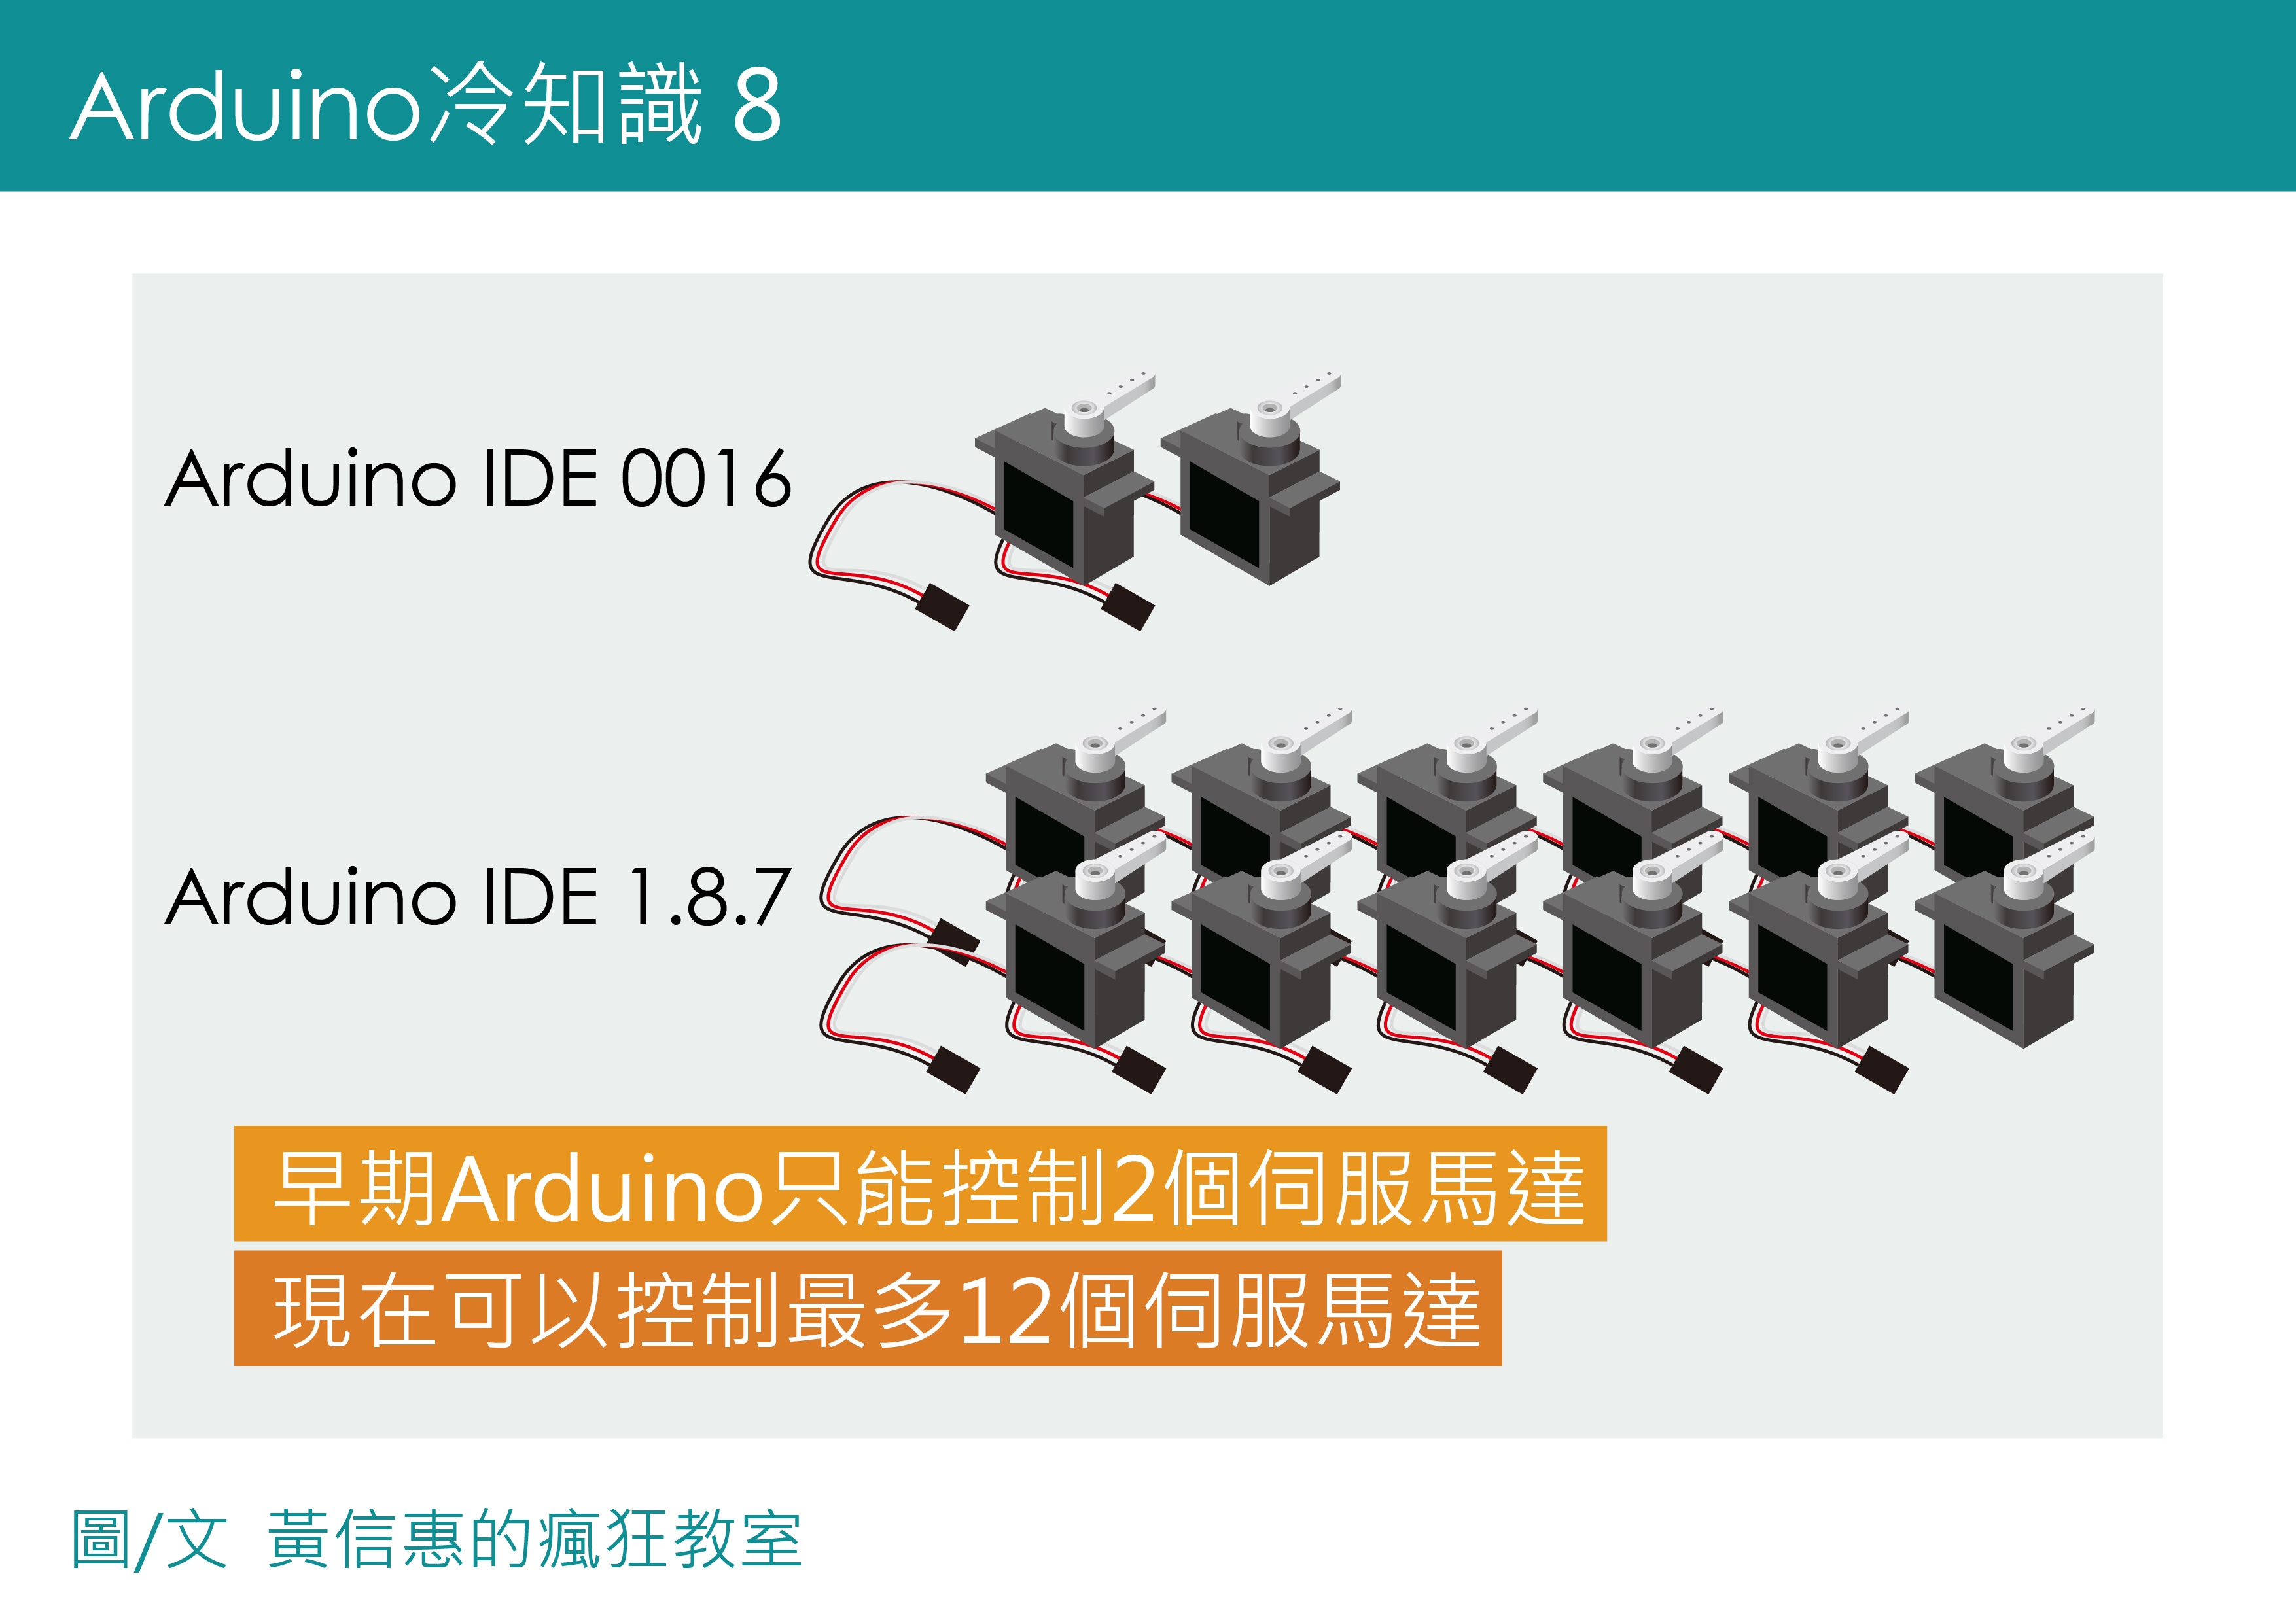 Arduino冷知識 8
Arduino IDE 0016
Arduino IDE 1.8.7
早期Arduino只能控制2個伺服馬達
現在可以控制最多12個伺服馬達
圖/文 黃信惠的瘋狂教室